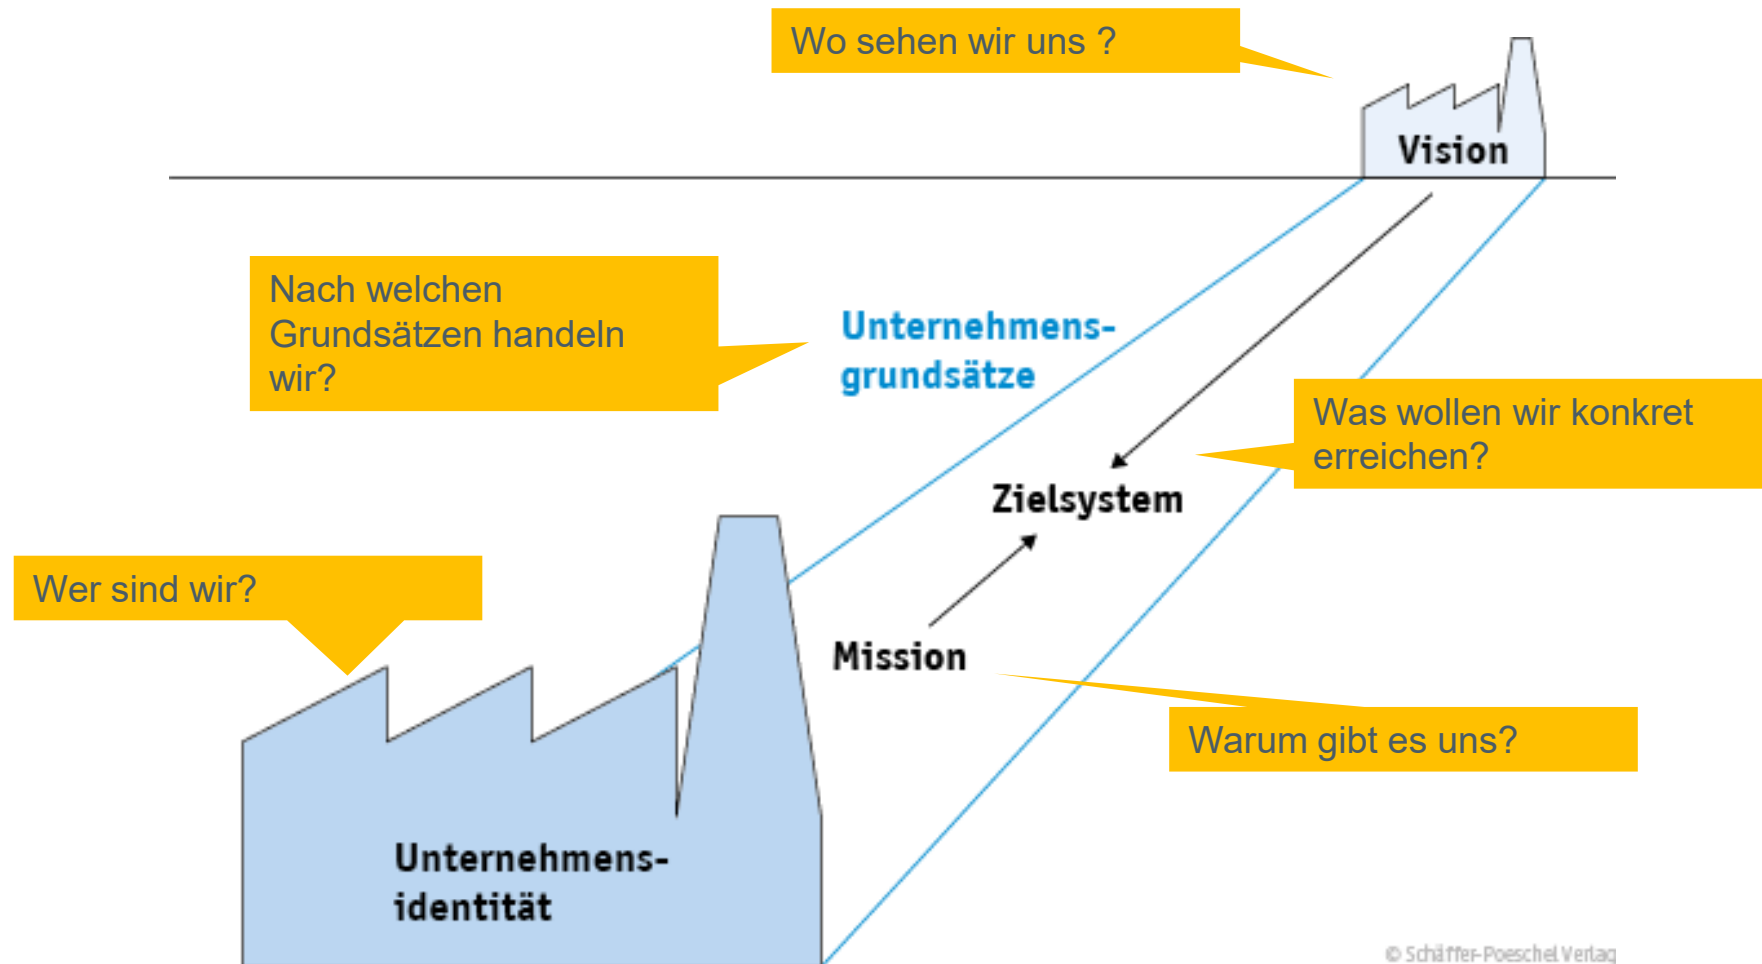 Wo sehen wir uns ?
Vision
Nach welchen
Grundsätzen handeln
wir?
Unternehmens-
grundsätze
Was wollen wir konkret
erreichen?
Zielsystem
Wer sind wir?
Mission
Warum gibt es uns?
Unternehmens-
identität
© Schäffer-Poeschel Verlag